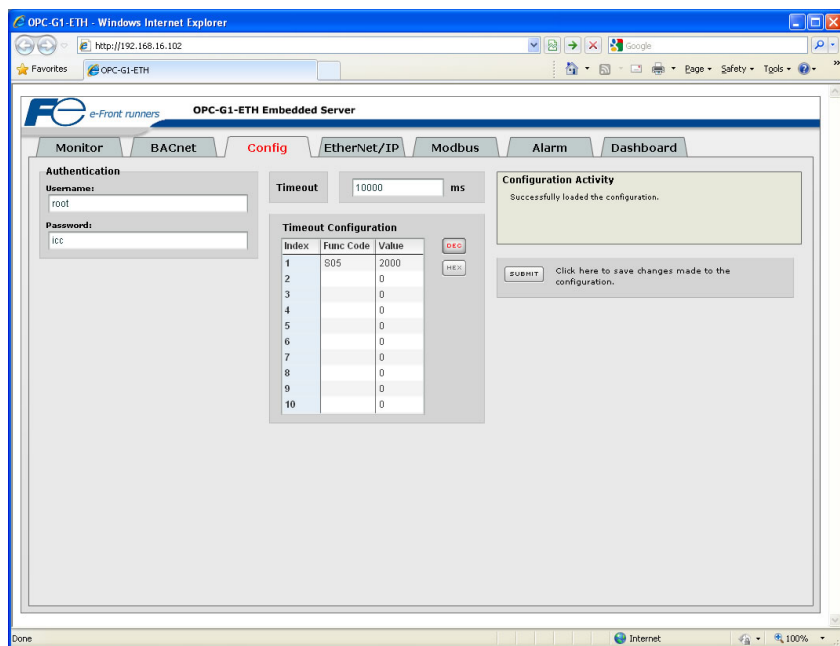 OPC-G1-ETH - Windows Internet Explorer
http://192.168.16.102
Google
Favorites
OPC-G1-ETH
Page
Safety
Tools
Fe e-Front runners
OPC-G1-ETH Embedded Server
Monitor
BACnet
Config
EtherNet/IP
Modbus
Alarm
Dashboard
Authentication
Username:
root
Password:
icc
Timeout
10000
ms
Timeout Configuration
Index Func Code Value
1 S05 2000
2 0
3 0
4 0
5 0
6 0
7 0
8 0
9 0
10 0
DEC
HEX
Configuration Activity
Successfully loaded the configuration.
SUBMIT
Click here to save changes made to the
configuration.
Done
Internet
100%